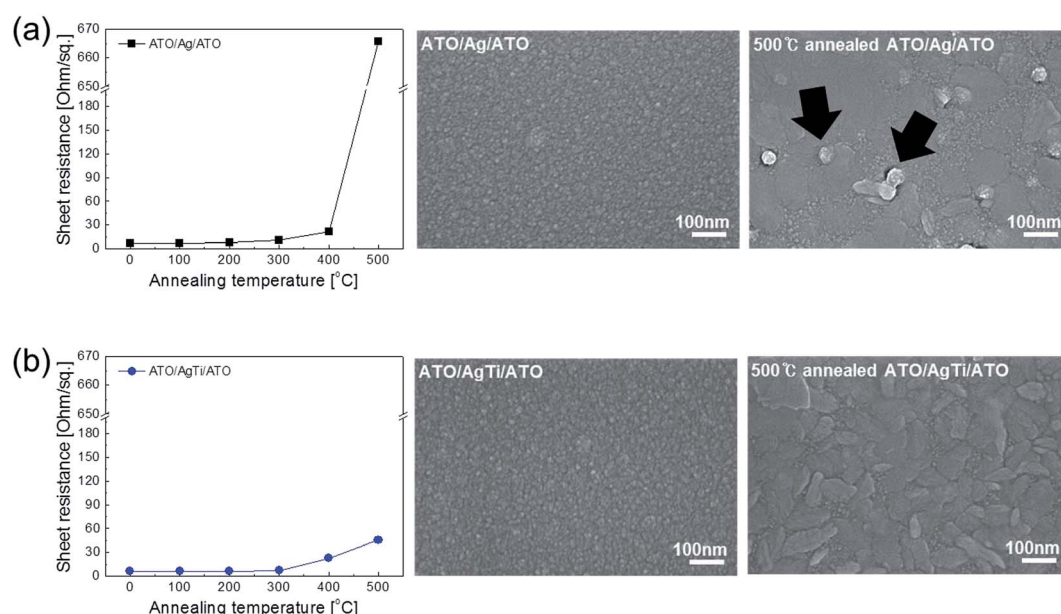 (a)
670
660
650
180
150
120
90
60
30
0
Sheet resistance [Ohm/sq.]
ATO/Ag/ATO
0 100 200 300 400 500
Annealing temperature [°C]
ATO/Ag/ATO
100nm
500℃ annealed ATO/Ag/ATO
100nm
(b)
670
660
650
180
150
120
90
60
30
0
Sheet resistance [Ohm/sq.]
ATO/AgTi/ATO
0 100 200 300 400 500
Annealing temperature [°C]
ATO/AgTi/ATO
100nm
500℃ annealed ATO/AgTi/ATO
100nm